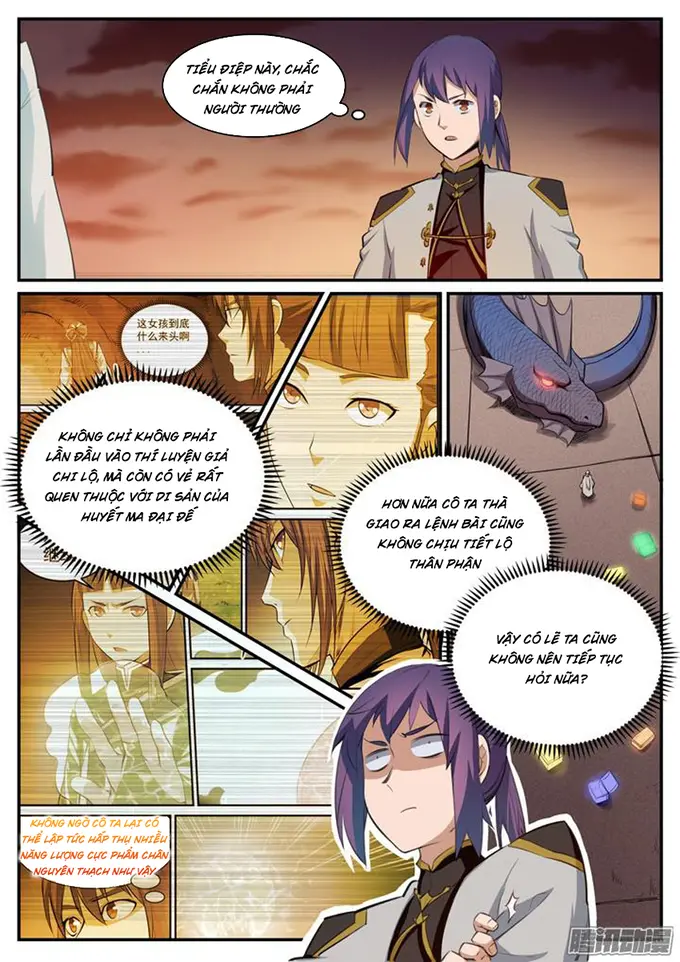 TIỂU ĐIỆP NÀY, CHẮC
CHẮN KHÔNG PHẢI
NGƯỜI THƯỜNG
这女孩到底
什么来头啊
...
KHÔNG CHỈ KHÔNG PHẢI
LẦN ĐẦU VÀO THÍ LUYỆN GIẢ
CHI LỘ, MÀ CÒN CÓ VẺ RẤT
QUEN THUỘC VỚI DI SẢN CỦA
HUYẾT MA ĐẠI ĐẾ
HƠN NỮA CÔ TA THÀ
GIAO RA LỆNH BÀI CŨNG
KHÔNG CHỊU TIẾT LỘ
THÂN PHẬN
继
VẬY CÓ LẼ TA CŨNG
KHÔNG NÊN TIẾP TỤC
HỎI NỮA?
KHÔNG NGỜ CÔ TA LẠI CÓ
THỂ LẬP TỨC HẤP THỤ NHIỀU
NĂNG LƯỢNG CỰC PHẨM CHÂN
NGUYÊN THẠCH NHƯ VẬY
腾讯动漫